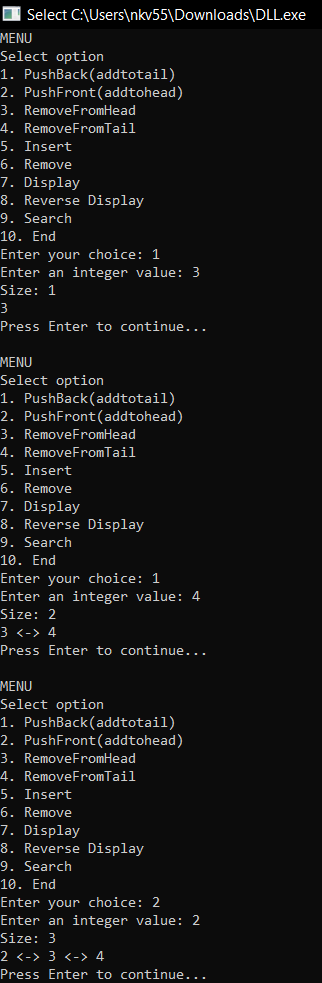 Select C:\Users\nkv55\Downloads\DLL.exe
MENU
Select option
1. PushBack(addtotail)
2. PushFront(addtohead)
3. RemoveFromHead
4. RemoveFromTail
5. Insert
6. Remove
7. Display
8. Reverse Display
9. Search
10. End
Enter your choice: 1
Enter an integer value: 3
Size: 1
3
Press Enter to continue...
MENU
Select option
1. PushBack(addtotail)
2. PushFront(addtohead)
3. RemoveFromHead
4. RemoveFromTail
5. Insert
6. Remove
7. Display
8. Reverse Display
9. Search
10. End
Enter your choice: 1
Enter an integer value: 4
Size: 2
3 <-> 4
Press Enter to continue...
MENU
Select option
1. PushBack(addtotail)
2. PushFront(addtohead)
3. RemoveFromHead
4. RemoveFromTail
5. Insert
6. Remove
7. Display
8. Reverse Display
9. Search
10. End
Enter your choice: 2
Enter an integer value: 2
Size: 3
2 <-> 3 <-> 4
Press Enter to continue...